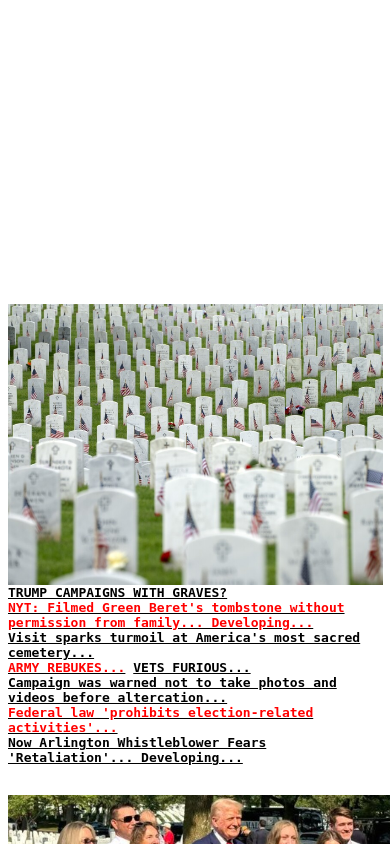 TRUMP CAMPAIGNS WITH GRAVES?
NYT: Filmed Green Beret's tombstone without
permission from family... Developing...
Visit sparks turmoil at America's most sacred
cemetery...
ARMY REBUKES... VETS FURIOUS...
Campaign was warned not to take photos and
videos before altercation...
Federal law 'prohibits election-related
activities'...
Now Arlington Whistleblower Fears
'Retaliation'... Developing...